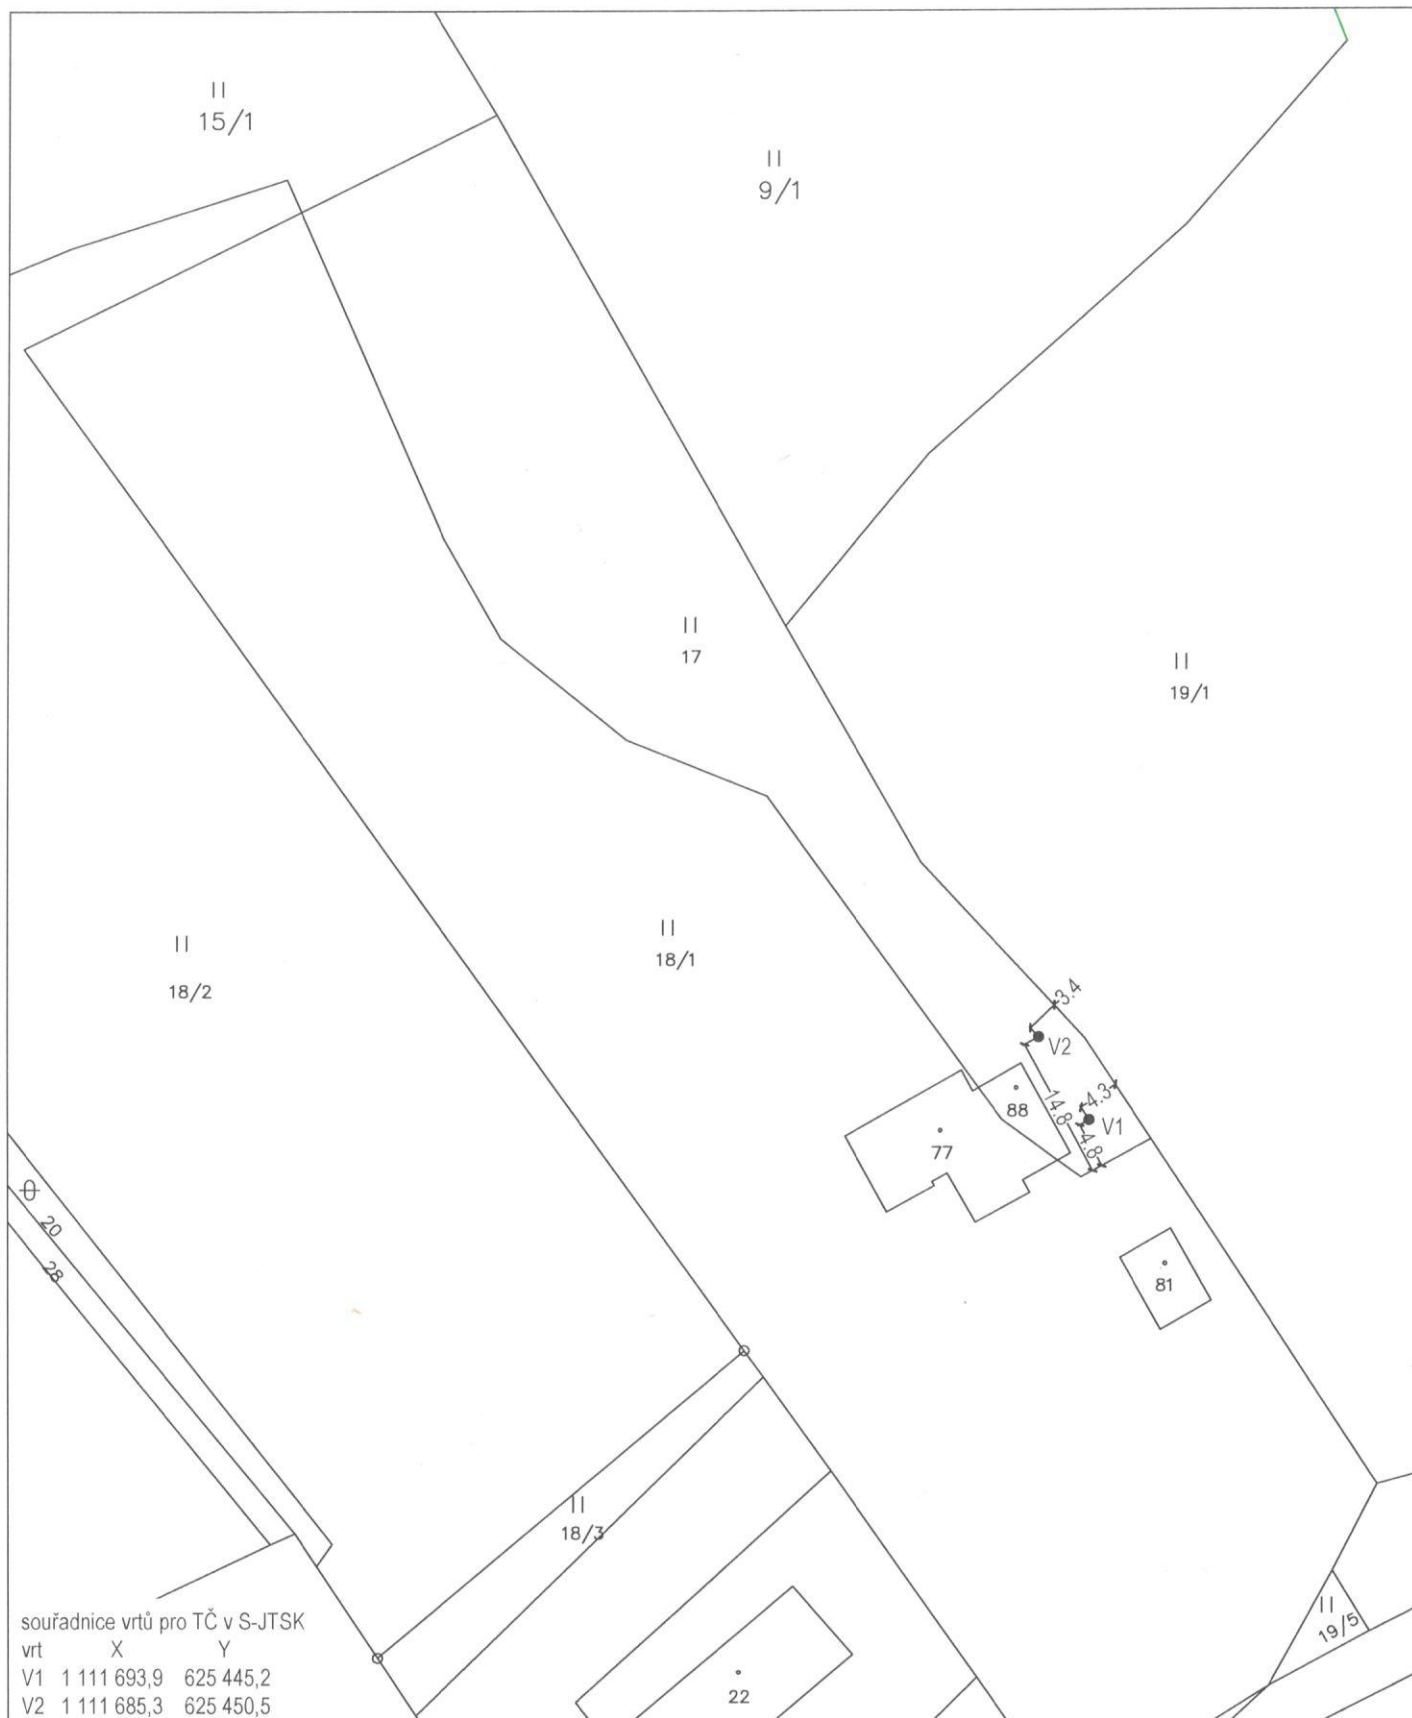 II
15/1
II
9/1
II
17
II
19/1
II
18/1
II
18/2
3.4
V2
88
14.8
4.3
V1
4.8
77
81
20
28
II
18/3
II
19/5
22
souřadnice vrtů pro TČ v S-JTSK
vrt X Y
V1 1 111 693,9 625 445,2
V2 1 111 685,3 625 450,5